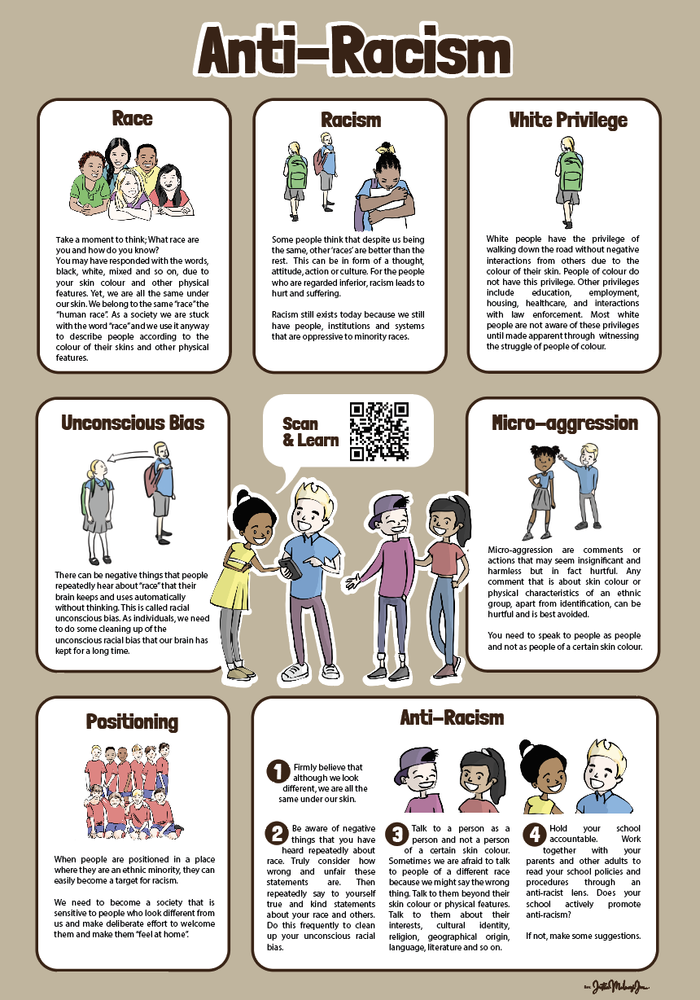 Anti-Racism
Race
Take a moment to think; What race are
you and how do you know?
You may have responded with the words,
black, white, mixed and so on, due to
your skin colour and other physical
features. Yet, we are all the same under
our skin. We belong to the same “race” the
“human race”. As a society we are stuck
with the word “race” and we use it anyway
to describe people according to the
colour of their skins and other physical
features.
Racism
Some people think that despite us being
the same, other ‘races’ are better than the
rest. This can be in form of a thought,
attitude, action or culture. For the people
who are regarded inferior, racism leads to
hurt and suffering.
Racism still exists today because we still
have people, institutions and systems
that are oppressive to minority races.
White Privilege
White people have the privilege of
walking down the road without negative
interactions from others due to the
colour of their skin. People of colour do
not have this privilege. Other privileges
include education, employment,
housing, healthcare, and interactions
with law enforcement. Most white
people are not aware of these privileges
until made apparent through witnessing
the struggle of people of colour.
Unconscious Bias
There can be negative things that people
repeatedly hear about “race” that their
brain keeps and uses automatically
without thinking. This is called racial
unconscious bias. As individuals, we need
to do some cleaning up of the
unconscious racial bias that our brain has
kept for a long time.
Scan
& Learn
Micro-aggression
Micro-aggression are comments or
actions that may seem insignificant and
harmless but in fact hurtful. Any
comment that is about skin colour or
physical characteristics of an ethnic
group, apart from identification, can be
hurtful and is best avoided.
You need to speak to people as people
and not as people of a certain skin colour.
Positioning
When people are positioned in a place
where they are an ethnic minority, they can
easily become a target for racism.
We need to become a society that is
sensitive to people who look different from
us and make deliberate effort to welcome
them and make them “feel at home”.
Anti-Racism
1 Firmly believe that
although we look
different, we are all the
same under our skin.
2 Be aware of negative
things that you have
heard repeatedly about
race. Truly consider how
wrong and unfair these
statements are. Then
repeatedly say to yourself
true and kind statements
about your race and others.
Do this frequently to clean
up your unconscious racial
bias.
3 Talk to a person as a
person and not a person
of a certain skin colour.
Sometimes we are afraid to talk
to people of a different race
because we might say the wrong
thing. Talk to them beyond their
skin colour or physical features.
Talk to them about their
interests, cultural identity,
religion, geographical origin,
language, literature and so on.
4 Hold your school
accountable. Work
together with your
parents and other adults to
read your school policies and
procedures through an
anti-racist lens. Does your
school actively promote
anti-racism?
If not, make some suggestions.